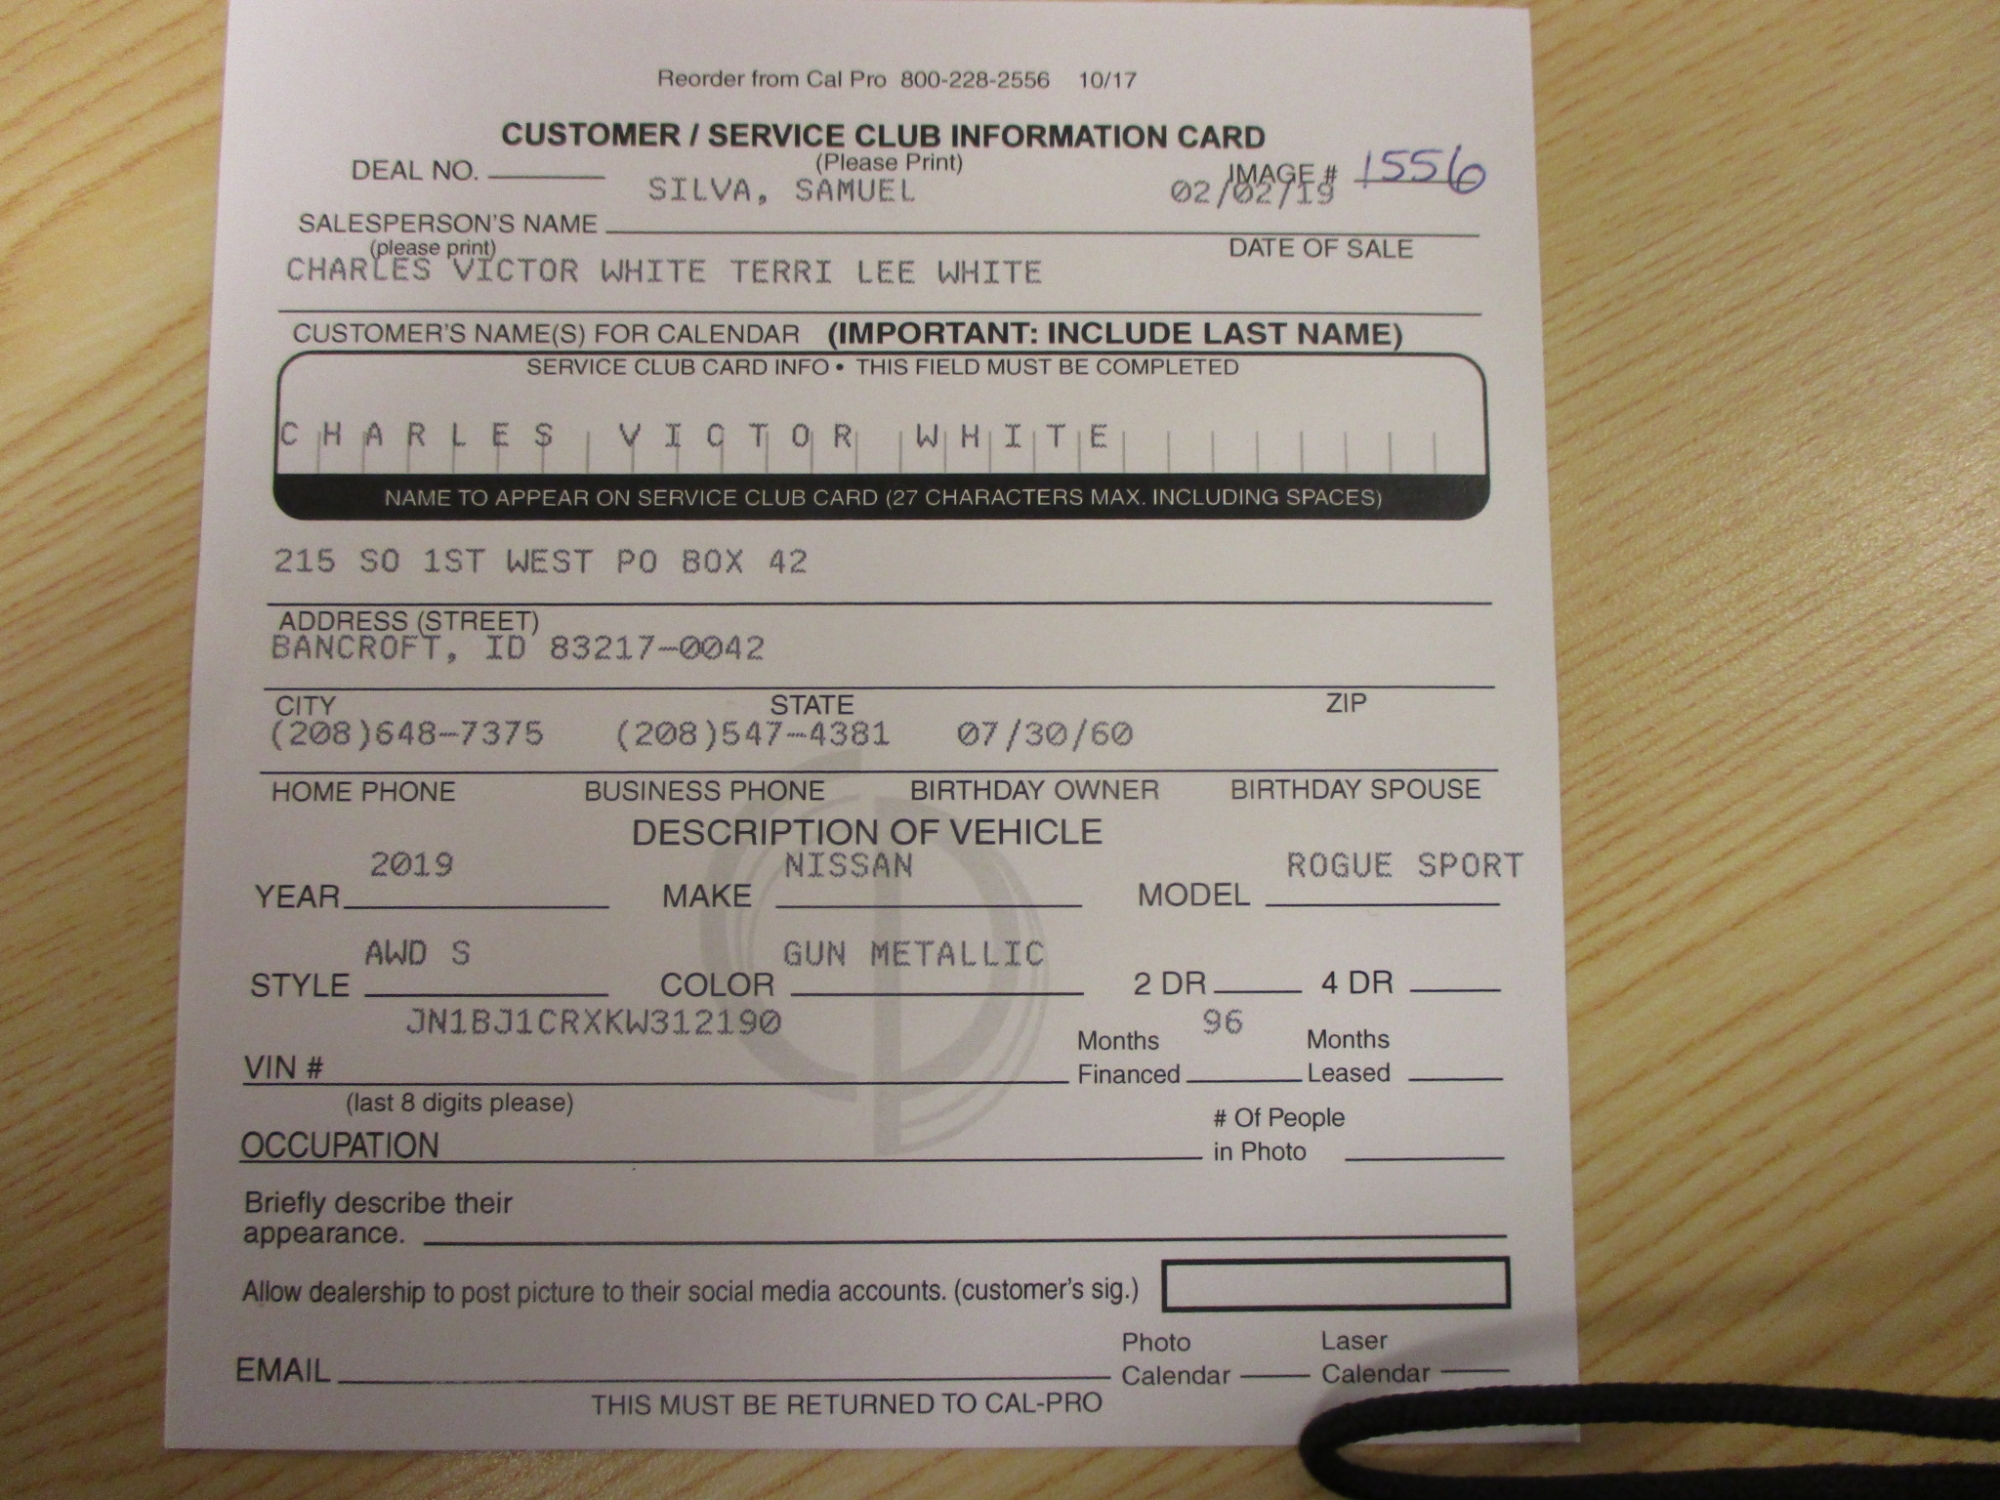 Reorder from Cal Pro 800-228-2556 10/17
CUSTOMER / SERVICE CLUB INFORMATION CARD
DEAL NO. (Please Print) IMAGE # 1556
SILVA, SAMUEL 02/02/19
SALESPERSON'S NAME
(please print) DATE OF SALE
CHARLES VICTOR WHITE TERRI LEE WHITE
CUSTOMER'S NAME(S) FOR CALENDAR (IMPORTANT: INCLUDE LAST NAME)
SERVICE CLUB CARD INFO • THIS FIELD MUST BE COMPLETED
CHARLES VICTOR WHITE
NAME TO APPEAR ON SERVICE CLUB CARD (27 CHARACTERS MAX. INCLUDING SPACES)
215 SO 1ST WEST PO BOX 42
ADDRESS (STREET)
BANCROFT, ID 83217-0042
CITY STATE ZIP
(208)648-7375 (208)547-4381 07/30/60
HOME PHONE BUSINESS PHONE BIRTHDAY OWNER BIRTHDAY SPOUSE
DESCRIPTION OF VEHICLE
2019 NISSAN ROGUE SPORT
YEAR MAKE MODEL
AWD S GUN METALLIC
STYLE COLOR 2 DR 4 DR
JN1BJ1CRXKW312190 96
Months Months
VIN # Financed Leased
(last 8 digits please)
# Of People
OCCUPATION in Photo
Briefly describe their
appearance.
Allow dealership to post picture to their social media accounts. (customer's sig.)
Photo Laser
EMAIL Calendar Calendar
THIS MUST BE RETURNED TO CAL-PRO